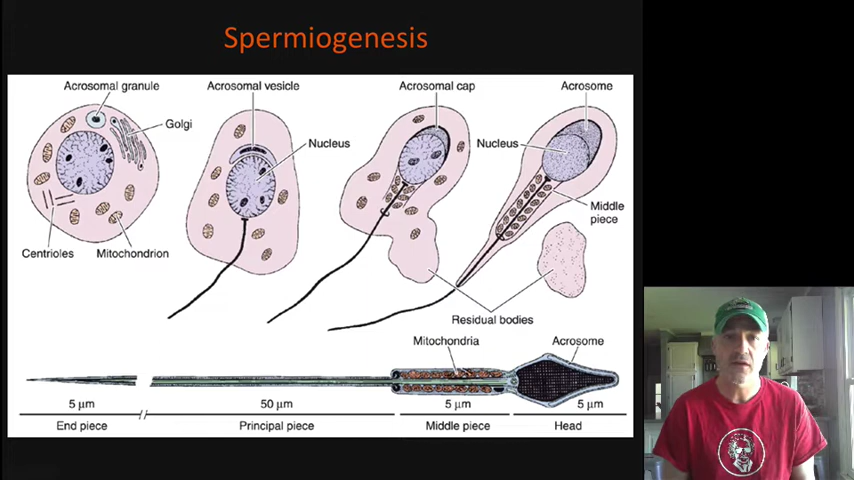 Spermiogenesis
Acrosomal granule
Acrosomal vesicle
Acrosomal cap
Acrosome
Golgi
Nucleus
Nucleus
Middle
piece
Centrioles
Mitochondrion
Residual bodies
Mitochondria
Acrosome
5 μm
50 μm
5 μm
5 μm
End piece
Principal piece
Middle piece
Head